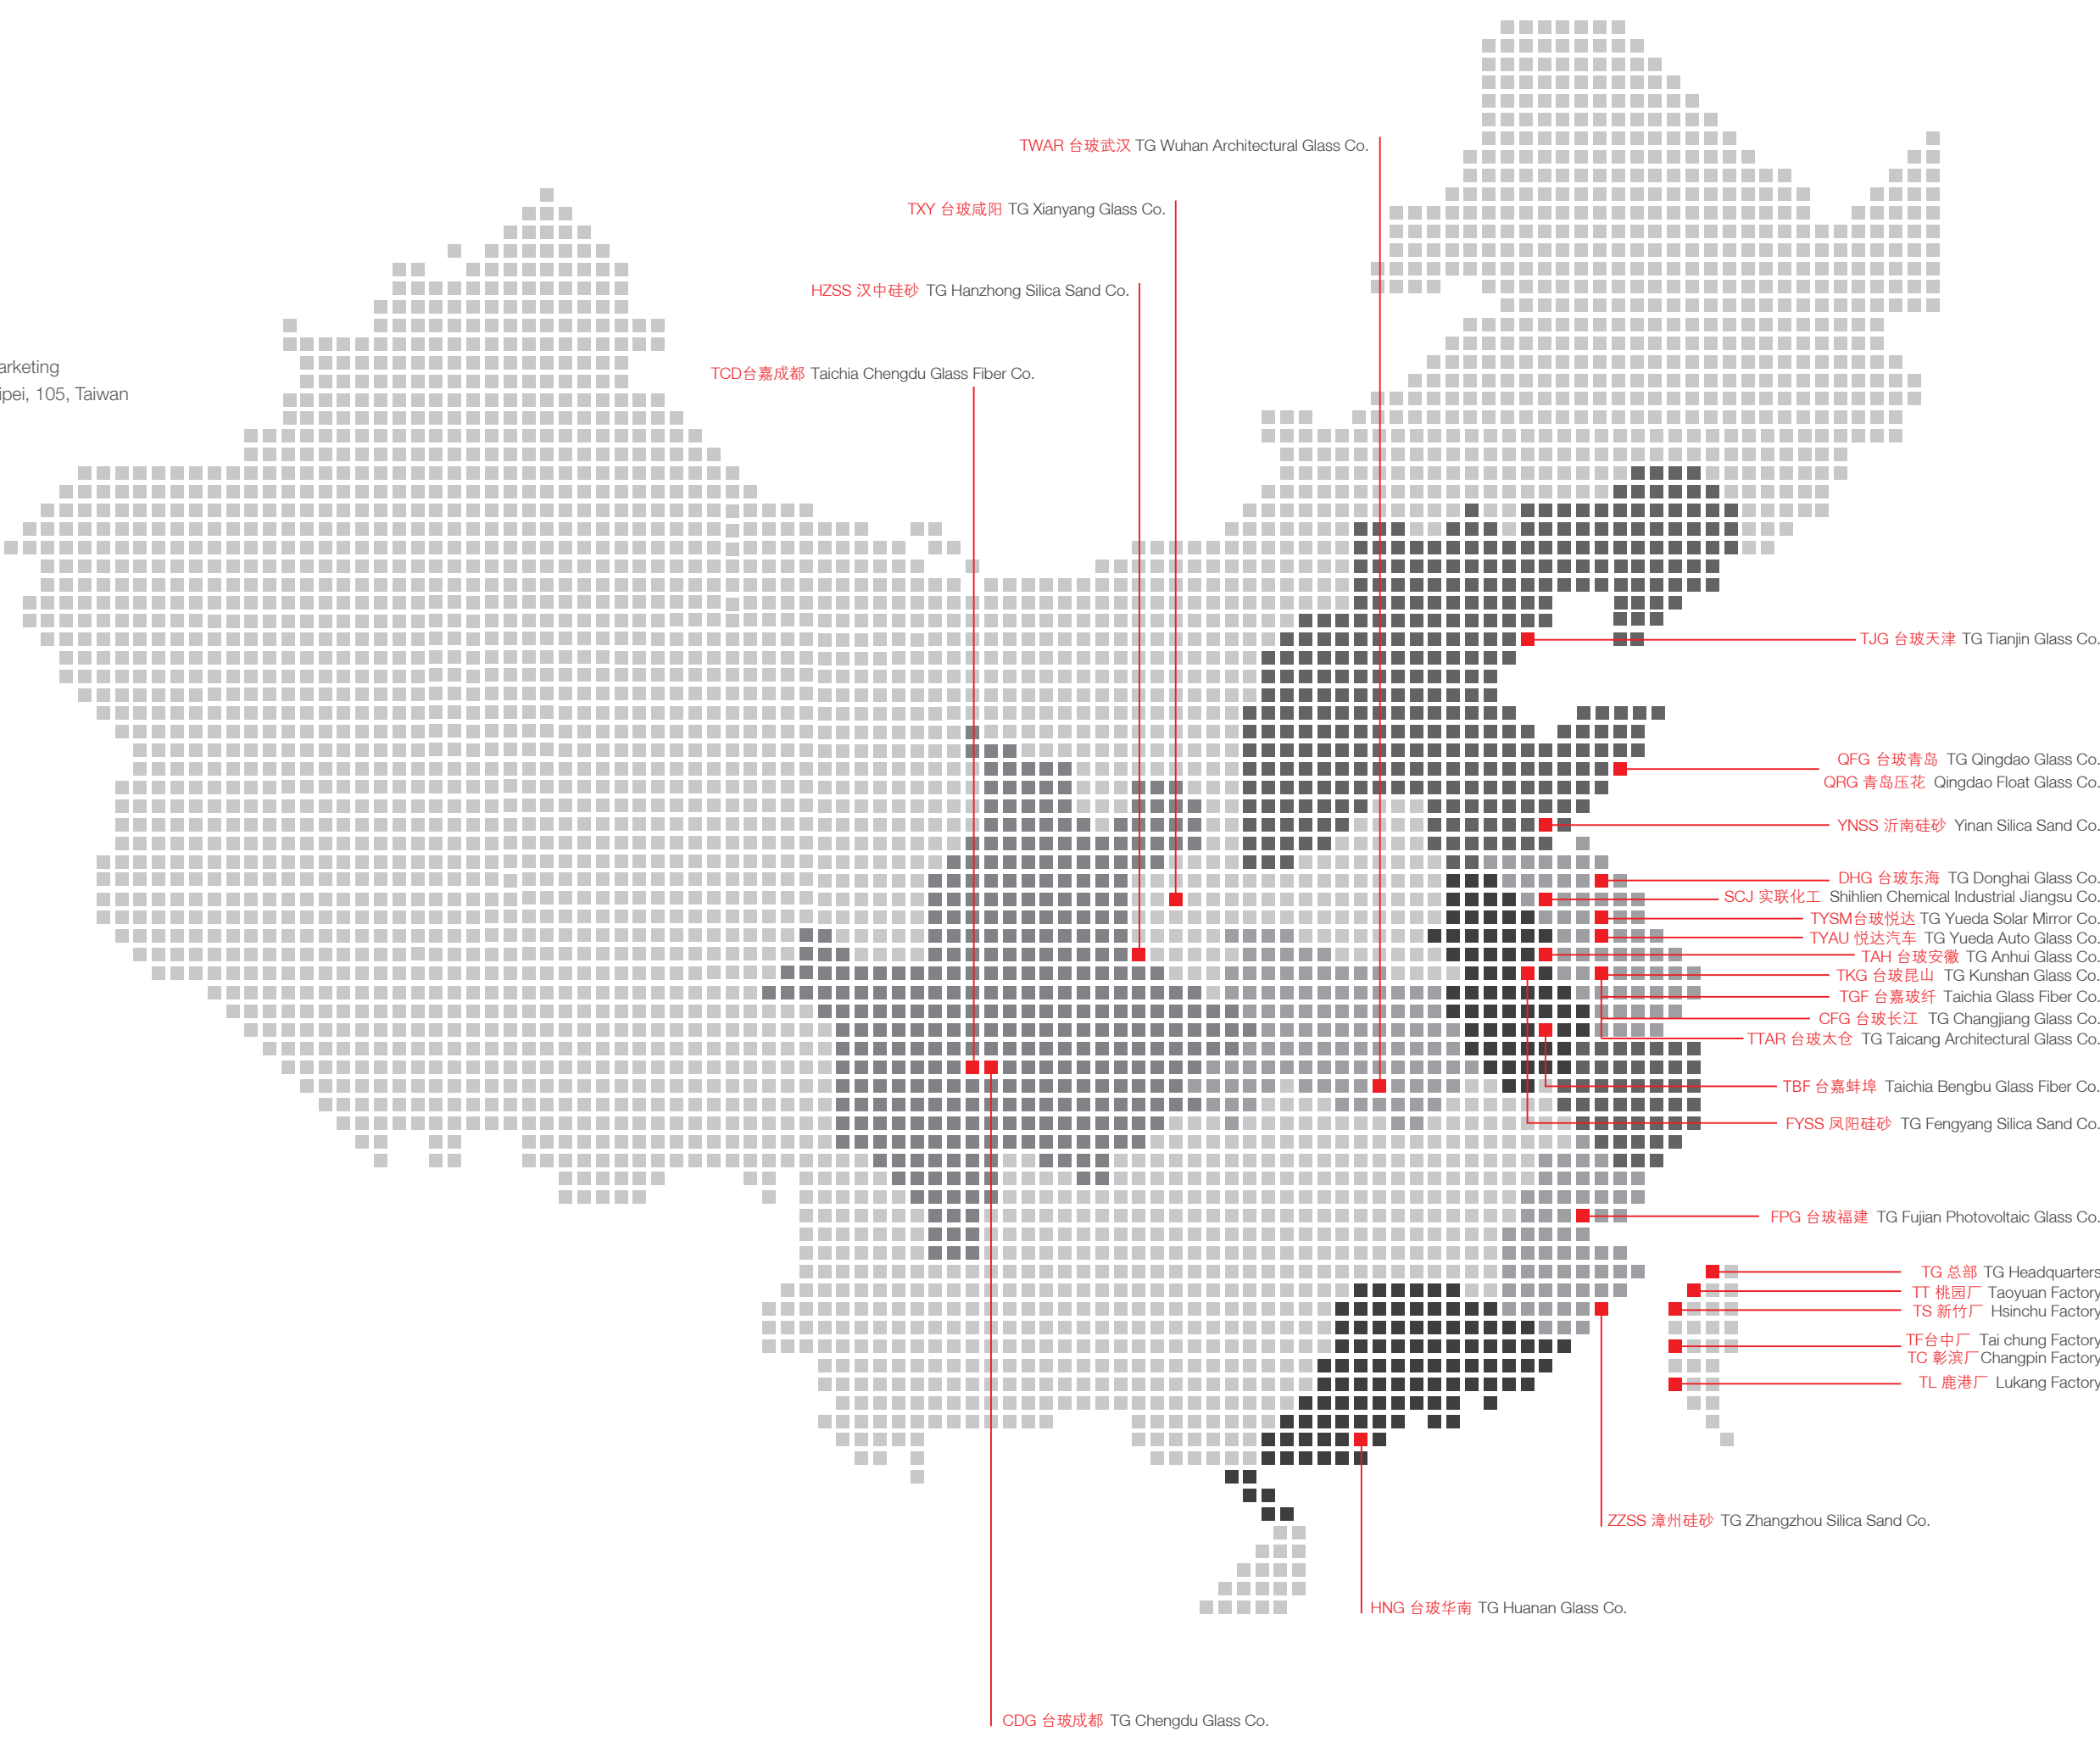 TWAR 台玻武汉 TG Wuhan Architectural Glass Co.
TXY 台玻咸阳 TG Xianyang Glass Co.
HZSS 汉中硅砂 TG Hanzhong Silica Sand Co.
arketing
TCD台嘉成都 Taichia Chengdu Glass Fiber Co.
ipei, 105, Taiwan
TJG 台玻天津 TG Tianjin Glass Co.
QFG 台玻青岛 TG Qingdao Glass Co.
QRG 青岛压花 Qingdao Float Glass Co.
YNSS 沂南硅砂 Yinan Silica Sand Co.
DHG 台玻东海 TG Donghai Glass Co.
SCJ 实联化工 Shihlien Chemical Industrial Jiangsu Co.
TYSM台玻悦达 TG Yueda Solar Mirror Co.
TYAU 悦达汽车 TG Yueda Auto Glass Co.
TAH 台玻安徽 TG Anhui Glass Co.
TKG 台玻昆山 TG Kunshan Glass Co.
TGF 台嘉玻纤 Taichia Glass Fiber Co.
CFG 台玻长江 TG Changjiang Glass Co.
TTAR 台玻太仓 TG Taicang Architectural Glass Co.
TBF 台嘉蚌埠 Taichia Bengbu Glass Fiber Co.
FYSS 凤阳硅砂 TG Fengyang Silica Sand Co.
FPG 台玻福建 TG Fujian Photovoltaic Glass Co.
TG 总部 TG Headquarters
TT 桃园厂 Taoyuan Factory
TS 新竹厂 Hsinchu Factory
TF台中厂 Tai chung Factory
TC 彰滨厂Changpin Factory
TL 鹿港厂 Lukang Factory
ZZSS 漳州硅砂 TG Zhangzhou Silica Sand Co.
HNG 台玻华南 TG Huanan Glass Co.
CDG 台玻成都 TG Chengdu Glass Co.